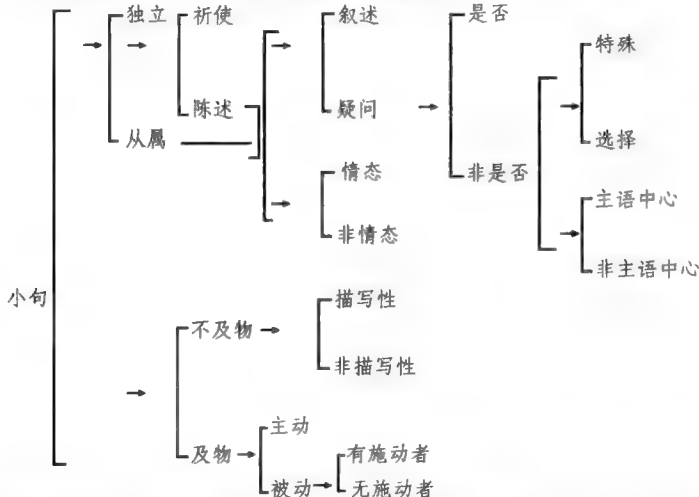 独立 祈使 叙述 是否
特殊
陈述 疑问
从属 选择
情态 非是否
主语中心
非情态
非主语中心
小句
描写性
不及物
非描写性
主动
及物 有施动者
被动 无施动者